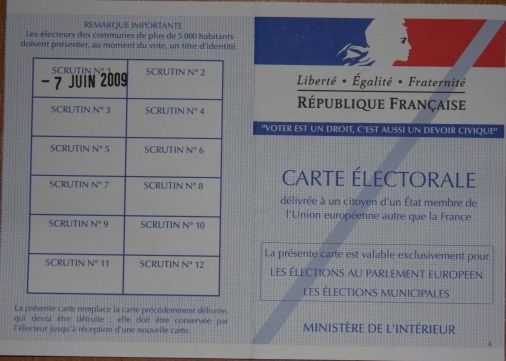 REMARQUE IMPORTANTE
Les électeurs des communes de plus de 5 000 habitants
doivent présenter, au moment du vote, un titre d'identité.
SCRUTIN N° 1
- 7 JUIN 2009
SCRUTIN N° 2
SCRUTIN N° 3
SCRUTIN N° 4
SCRUTIN N° 5
SCRUTIN N° 6
SCRUTIN N° 7
SCRUTIN N° 8
SCRUTIN N° 9
SCRUTIN N° 10
SCRUTIN N° 11
SCRUTIN N° 12
La présente carte remplace la carte précédemment délivrée,
qui devra être détruite : elle doit être conservée par
l'électeur jusqu'à réception d'une nouvelle carte.
Liberté • Égalité • Fraternité
RÉPUBLIQUE FRANÇAISE
"VOTER EST UN DROIT, C'EST AUSSI UN DEVOIR CIVIQUE"
CARTE ÉLECTORALE
délivrée à un citoyen d'un État membre de
l'Union européenne autre que la France
La présente carte est valable exclusivement pour
LES ÉLECTIONS AU PARLEMENT EUROPEEN
LES ÉLECTIONS MUNICIPALES
MINISTÈRE DE L'INTÉRIEUR
4